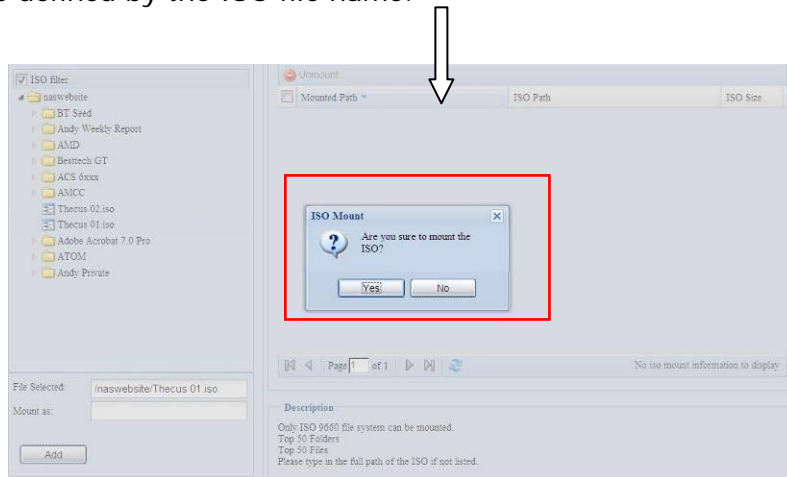 defined by the ISO file name.
ISO filter
naswebsite
BT Seed
Andy Weekly Report
AMD
Besttech GT
ACS 6xxx
AMCC
Thecus 02.iso
Thecus 01.iso
Adobe Acrobat 7.0 Pro
ATOM
Andy Private
File Selected: /naswebsite/Thecus 01.iso
Mount as:
Add
Unmount
Mounted Path ISO Path ISO Size
ISO Mount
Are you sure to mount the
ISO?
Yes No
Page 1 of 1 No iso mount information to display
Description
Only ISO 9660 file system can be mounted.
Top 50 Folders
Top 50 Files
Please type in the full path of the ISO if not listed.